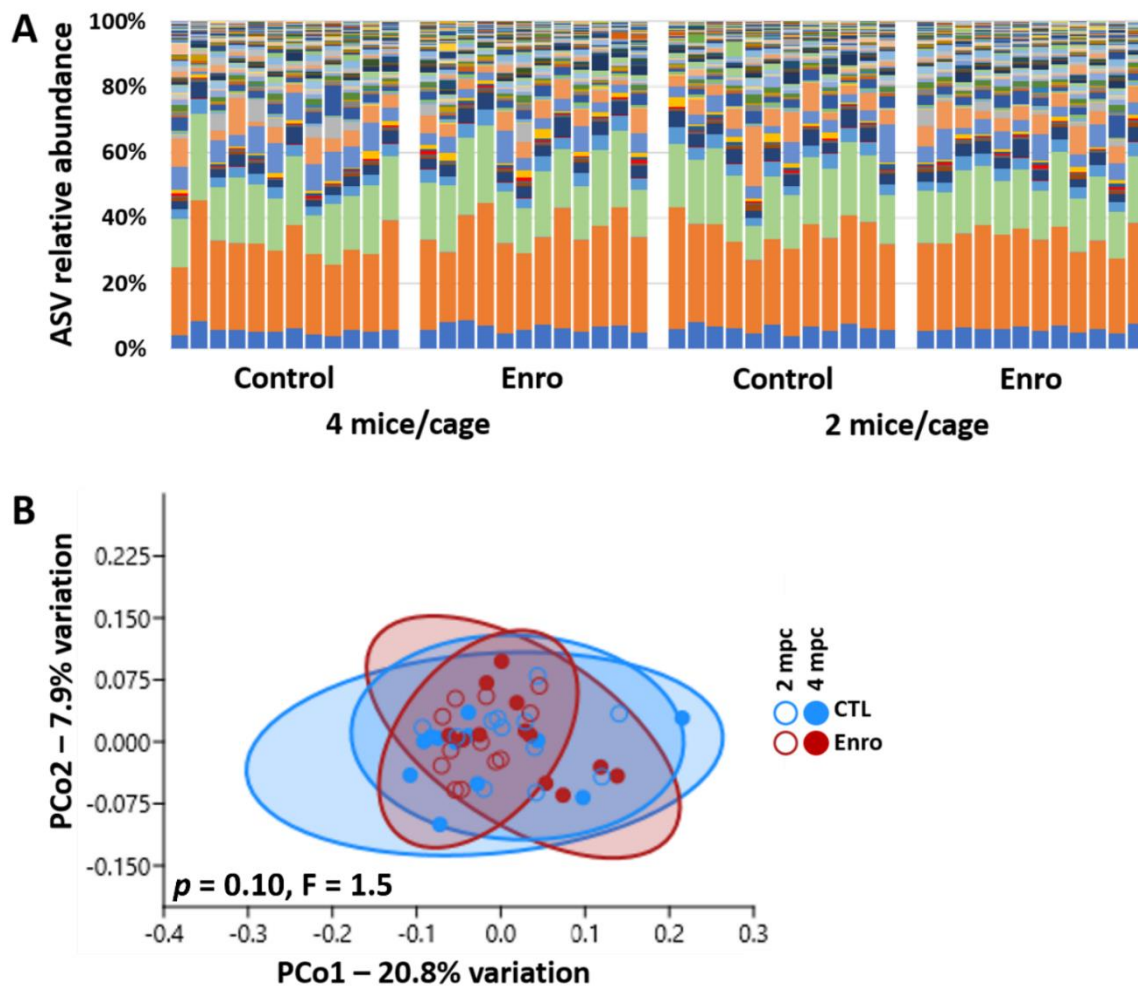 A
ASV relative abundance
100%
80%
60%
40%
20%
0%
Control
Enro
Control
Enro
4 mice/cage
2 mice/cage
B
PCo2 – 7.9% variation
0.225
0.150
0.075
0.000
-0.075
-0.150
p = 0.10, F = 1.5
-0.4
-0.3
-0.2
-0.1
0.0
0.1
0.2
0.3
PCo1 – 20.8% variation
2 mpc
4 mpc
CTL
Enro